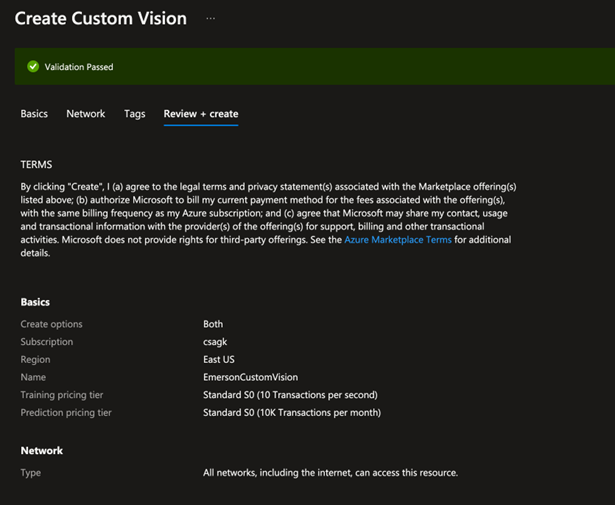 Create Custom Vision ...
Validation Passed
Basics Network Tags Review + create
TERMS
By clicking "Create", I (a) agree to the legal terms and privacy statement(s) associated with the Marketplace offering(s)
listed above; (b) authorize Microsoft to bill my current payment method for the fees associated with the offering(s),
with the same billing frequency as my Azure subscription; and (c) agree that Microsoft may share my contact, usage
and transactional information with the provider(s) of the offering(s) for support, billing and other transactional
activities. Microsoft does not provide rights for third-party offerings. See the Azure Marketplace Terms for additional
details.
Basics
Create options Both
Subscription csagk
Region East US
Name EmersonCustomVision
Training pricing tier Standard S0 (10 Transactions per second)
Prediction pricing tier Standard S0 (10K Transactions per month)
Network
Type All networks, including the internet, can access this resource.